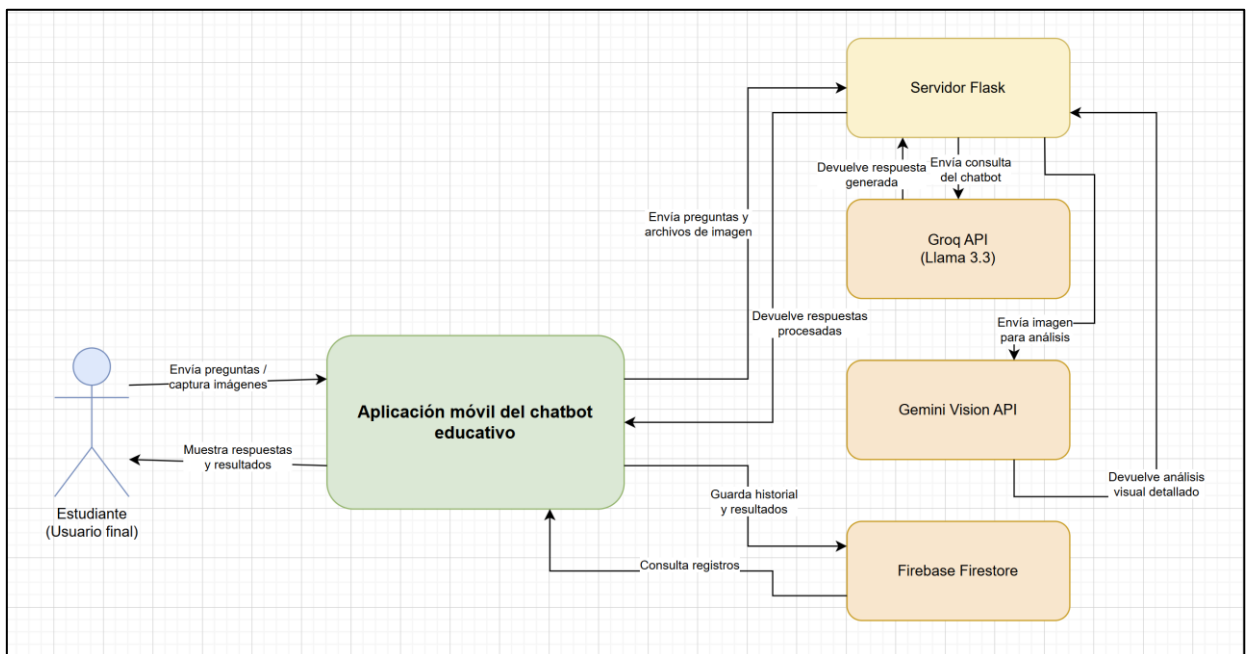 Servidor Flask
Devuelve respuesta
generada
Envía consulta
del chatbot
Envía preguntas y
archivos de imagen
Groq API
(Llama 3.3)
Devuelve respuestas
procesadas
Envía imagen
para análisis
Envía preguntas /
captura imágenes
Aplicación móvil del chatbot
educativo
Gemini Vision API
Muestra respuestas
y resultados
Devuelve análisis
visual detallado
Guarda historial
y resultados
Estudiante
(Usuario final)
Consulta registros
Firebase Firestore